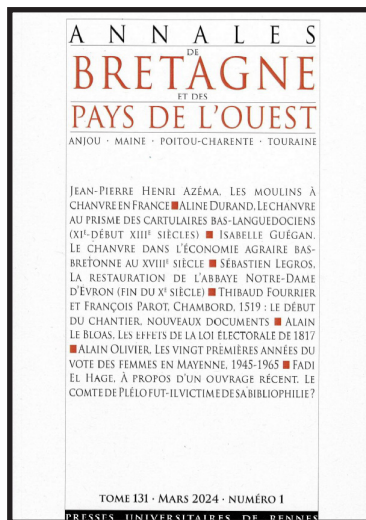 ANNALES
DE
BRETAGNE
ET DES
PAYS DE L'OUEST
ANJOU · MAINE · POITOU-CHARENTE · TOURAINE
JEAN-PIERRE HENRI AZÉMA. LES MOULINS À
CHANVRE EN FRANCE ■ ALINE DURAND, LE CHANVRE
AU PRISME DES CARTULAIRES BAS-LANGUEDOCIENS
(XIE-DÉBUT XIIIE SIÈCLES) ■ ISABELLE GUÉGAN.
LE CHANVRE DANS L'ÉCONOMIE AGRAIRE BAS-
BRETONNE AU XVIIIE SIÈCLE ■ SÉBASTIEN LEGROS.
LA RESTAURATION DE L'ABBAYE NOTRE-DAME
D'EVRON (FIN DU XE SIÈCLE) ■ THIBAUD FOURRIER
ET FRANÇOIS PAROT, CHAMBORD, 1519 : LE DÉBUT
DU CHANTIER, NOUVEAUX DOCUMENTS ■ ALAIN
LE BLOAS. LES EFFETS DE LA LOI ÉLECTORALE DE 1817
■ ALAIN OLIVIER, LES VINGT PREMIÈRES ANNÉES DU
VOTE DES FEMMES EN MAYENNE, 1945-1965 ■ FADI
EL HAGE, À PROPOS D'UN OUVRAGE RÉCENT. LE
COMTE DE PLÉLO FUT-IL VICTIME DE SA BIBLIOPHILIE ?
TOME 131 · MARS 2024 · NUMÉRO 1
PRESSES UNIVERSITAIRES DE RENNES